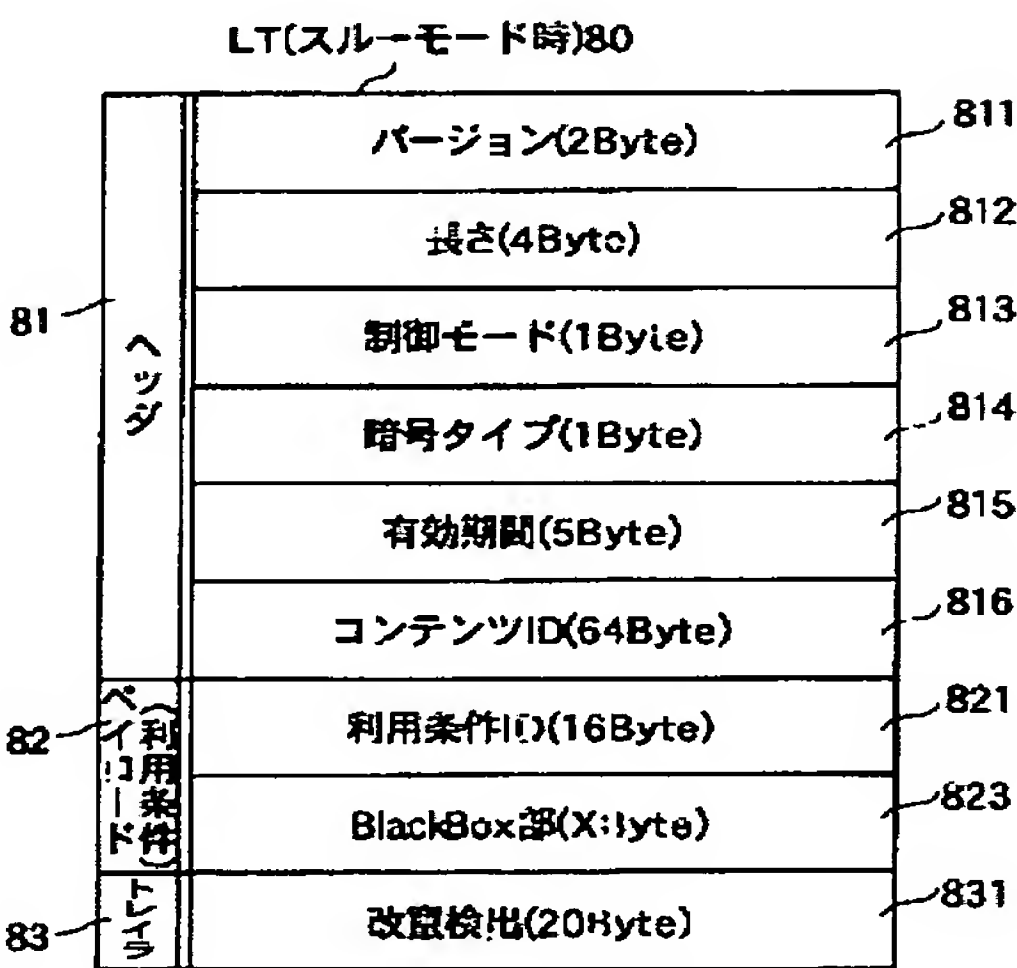 LT(スルーモード時)80
バージョン(2Byte)
811
長さ(4Byte)
812
制御モード(1Byte)
813
暗号タイプ(1Byte)
814
有効期間(5Byte)
815
コンテンツID(64Byte)
816
81
ヘッダ
利用条件ID(16Byte)
821
BlackBox部(XByte)
823
82
ペイロード
(利用条件)
改竄検出(20Byte)
831
83
トレイラ